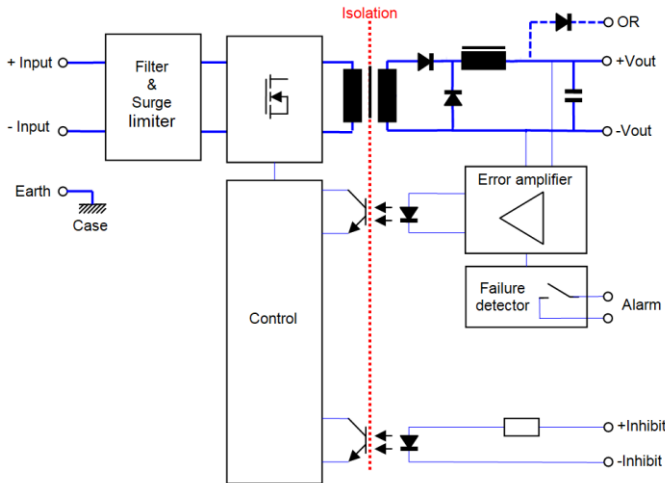 Isolation
OR
+ Input
Filter
&
Surge
limiter
+Vout
- Input
-Vout
Earth
Case
Error amplifier
Failure
detector
Alarm
Control
+Inhibit
-Inhibit